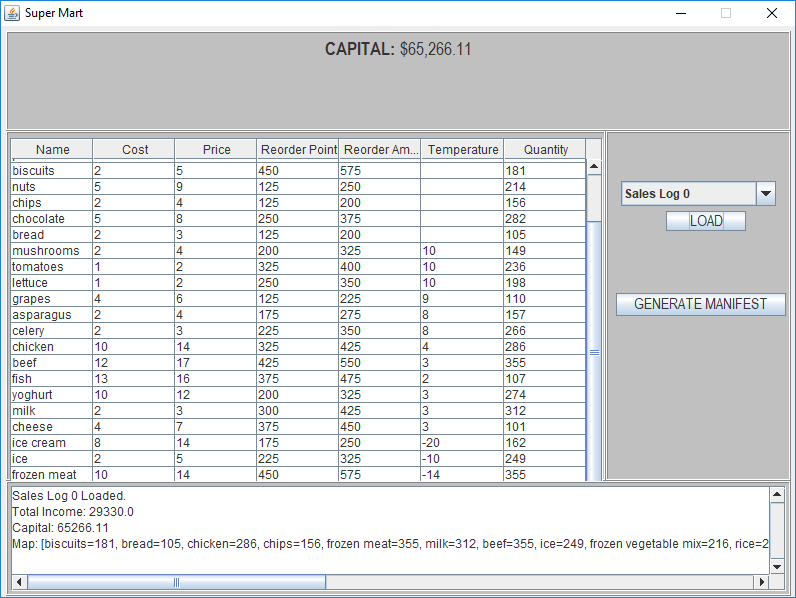 Super Mart
CAPITAL: $65,266.11
Name Cost Price Reorder Point Reorder Am... Temperature Quantity
biscuits 2 5 450 575 181
nuts 5 9 125 250 214
chips 2 4 125 200 156
chocolate 5 8 250 375 282
bread 2 3 125 200 105
mushrooms 2 4 200 325 10 149
tomatoes 1 2 325 400 10 236
lettuce 1 2 250 350 10 198
grapes 4 6 125 225 9 110
asparagus 2 4 175 275 8 157
celery 2 3 225 350 8 266
chicken 10 14 325 425 4 286
beef 12 17 425 550 3 355
fish 13 16 375 475 2 107
yoghurt 10 12 200 325 3 274
milk 2 3 300 425 3 312
cheese 4 7 375 450 3 101
ice cream 8 14 175 250 -20 162
ice 2 5 225 325 -10 249
frozen meat 10 14 450 575 -14 355
Sales Log 0
LOAD
GENERATE MANIFEST
Sales Log 0 Loaded.
Total Income: 29330.0
Capital: 65266.11
Map: [biscuits=181, bread=105, chicken=286, chips=156, frozen meat=355, milk=312, beef=355, ice=249, frozen vegetable mix=216, rice=2